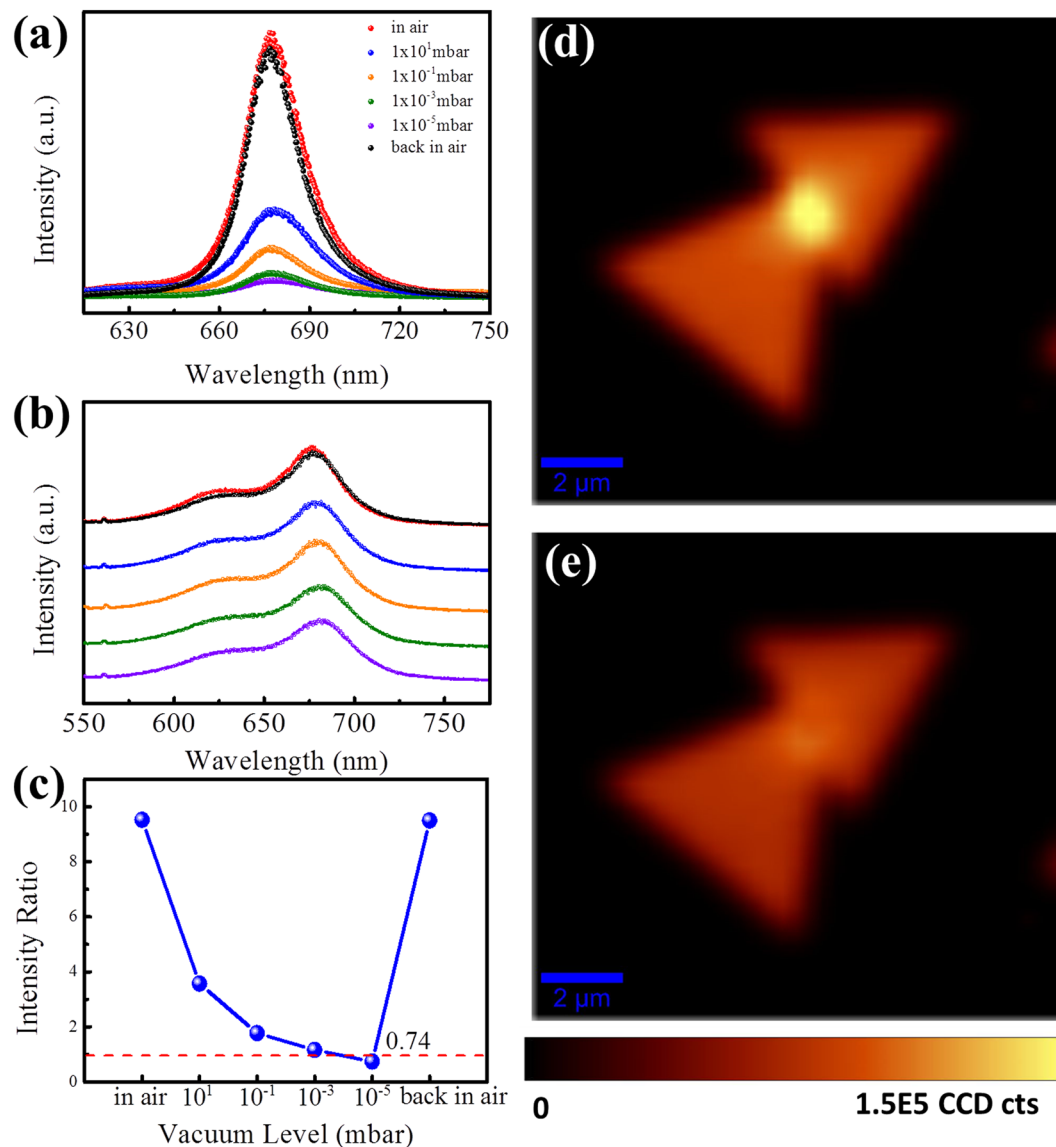 (a)
in air
1x10¹mbar
1x10⁻¹mbar
1x10⁻³mbar
1x10⁻⁵mbar
back in air
Intensity (a.u.)
630 660 690 720 750
Wavelength (nm)
(b)
Intensity (a.u.)
550 600 650 700 750
Wavelength (nm)
(c)
10
8
6
4
2
0
Intensity Ratio
0.74
in air 10¹ 10⁻¹ 10⁻³ 10⁻⁵ back in air
Vacuum Level (mbar)
(d)
2 µm
(e)
2 µm
0 1.5E5 CCD cts